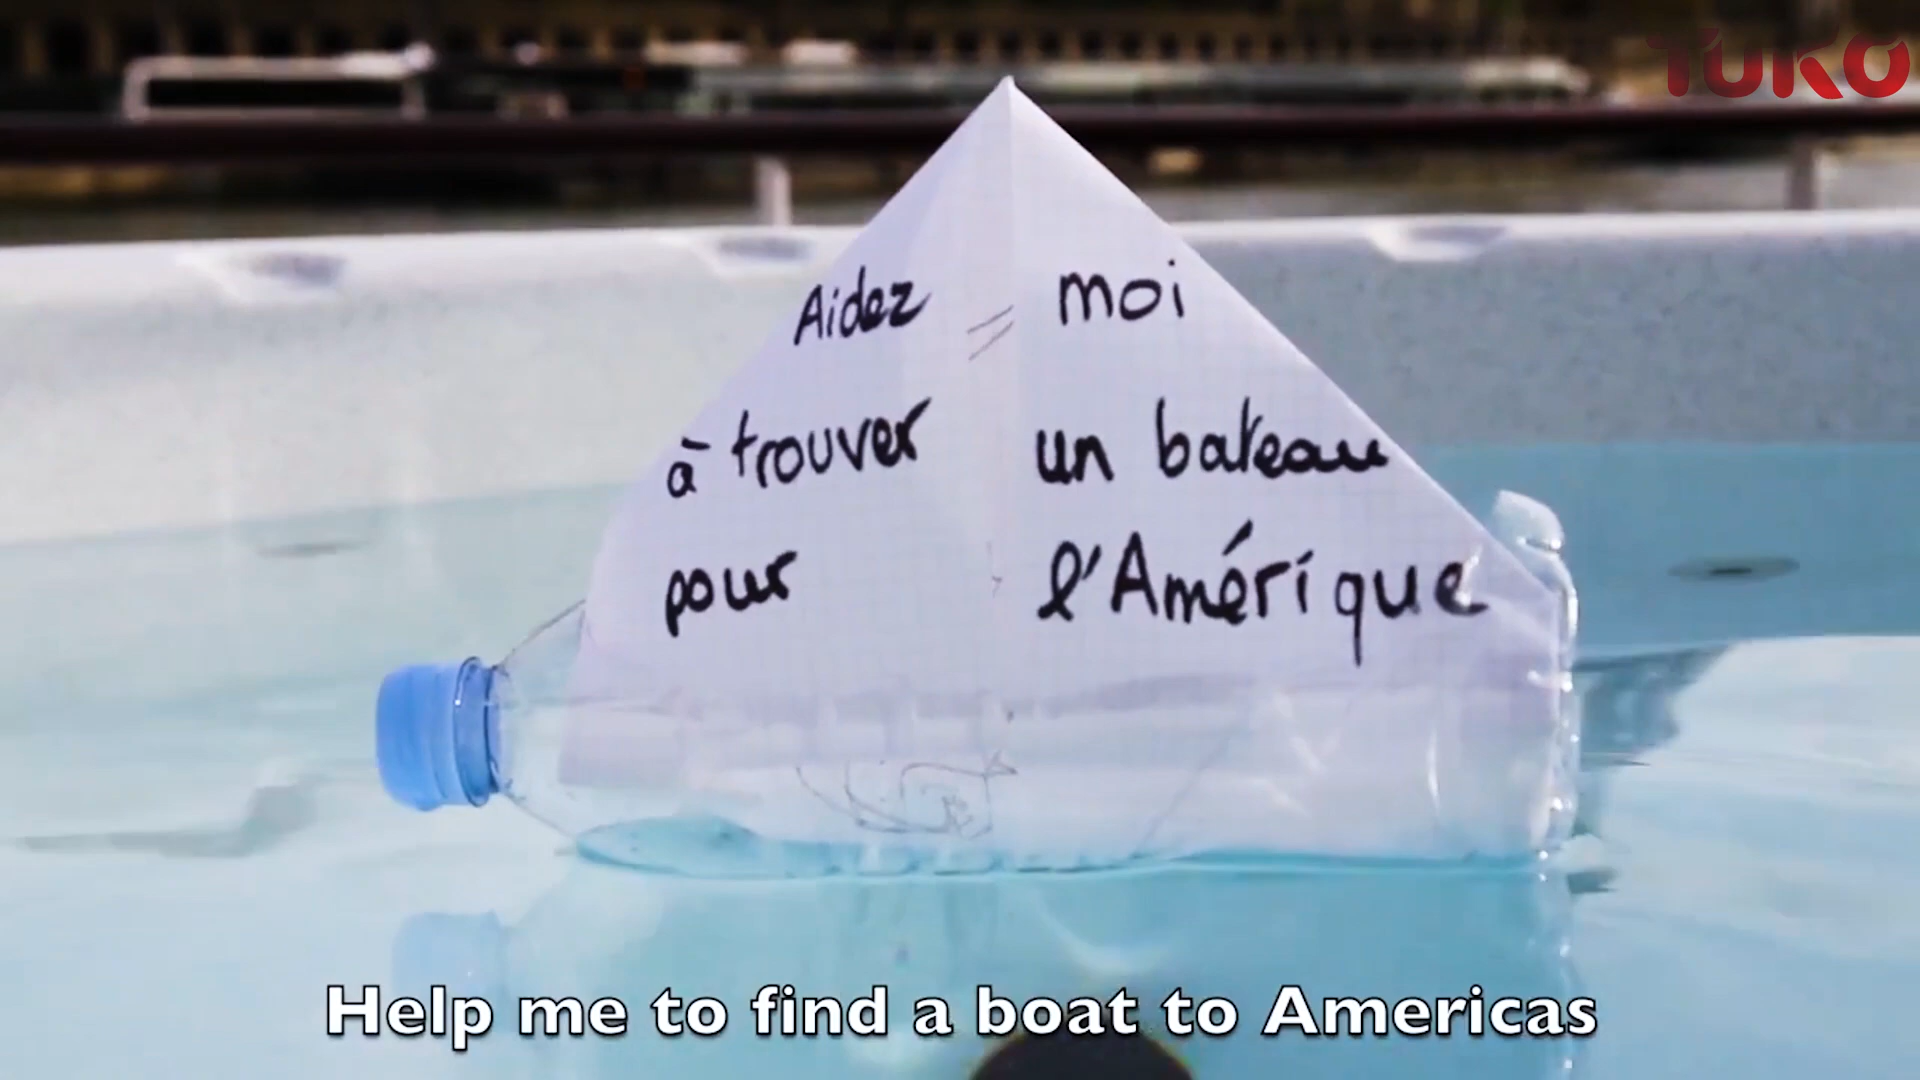 TUKO
Aidez = moi
à trouver un bateau
pour l'Amérique
Help me to find a boat to Americas